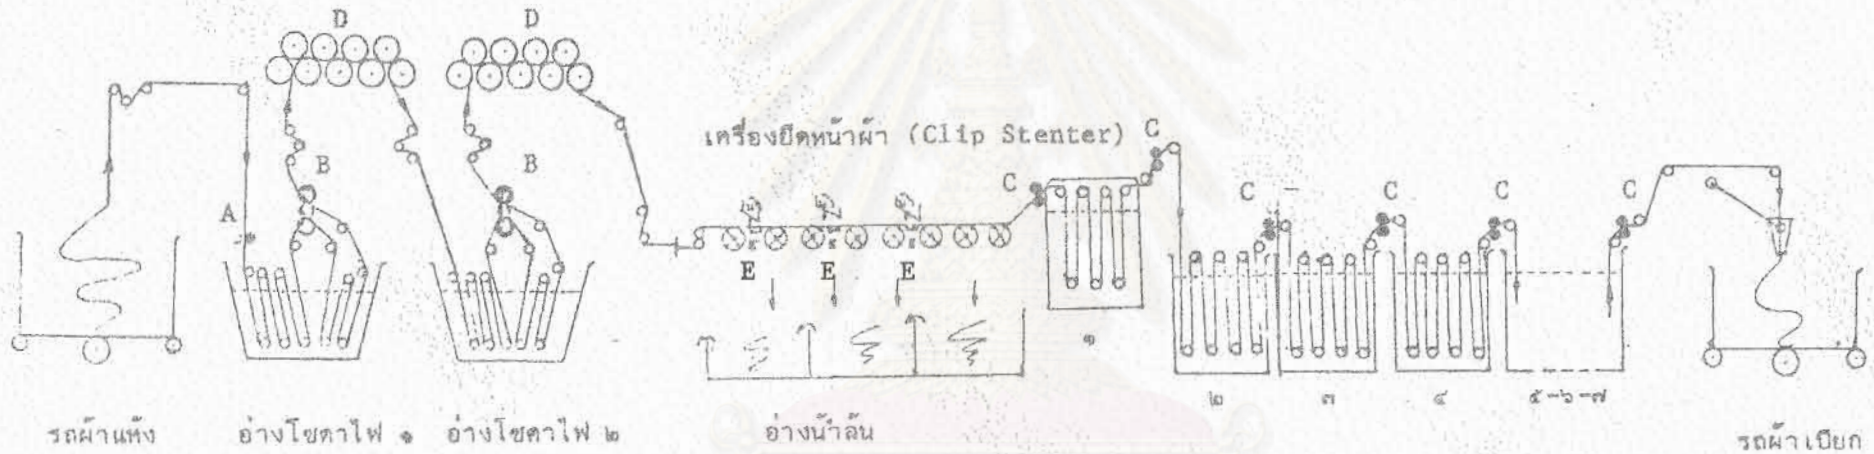 D D
เครื่องยืดหน้าผ้า (Clip Stenter) C
B B C C C C C
A
E E E
๑
๒ ๓ ๔ ๕-๖-๗
รถผ้าแห้ง อ่างโซดาไฟ ๑ อ่างโซดาไฟ ๒ อ่างน้ำล้น รถผ้าเปียก